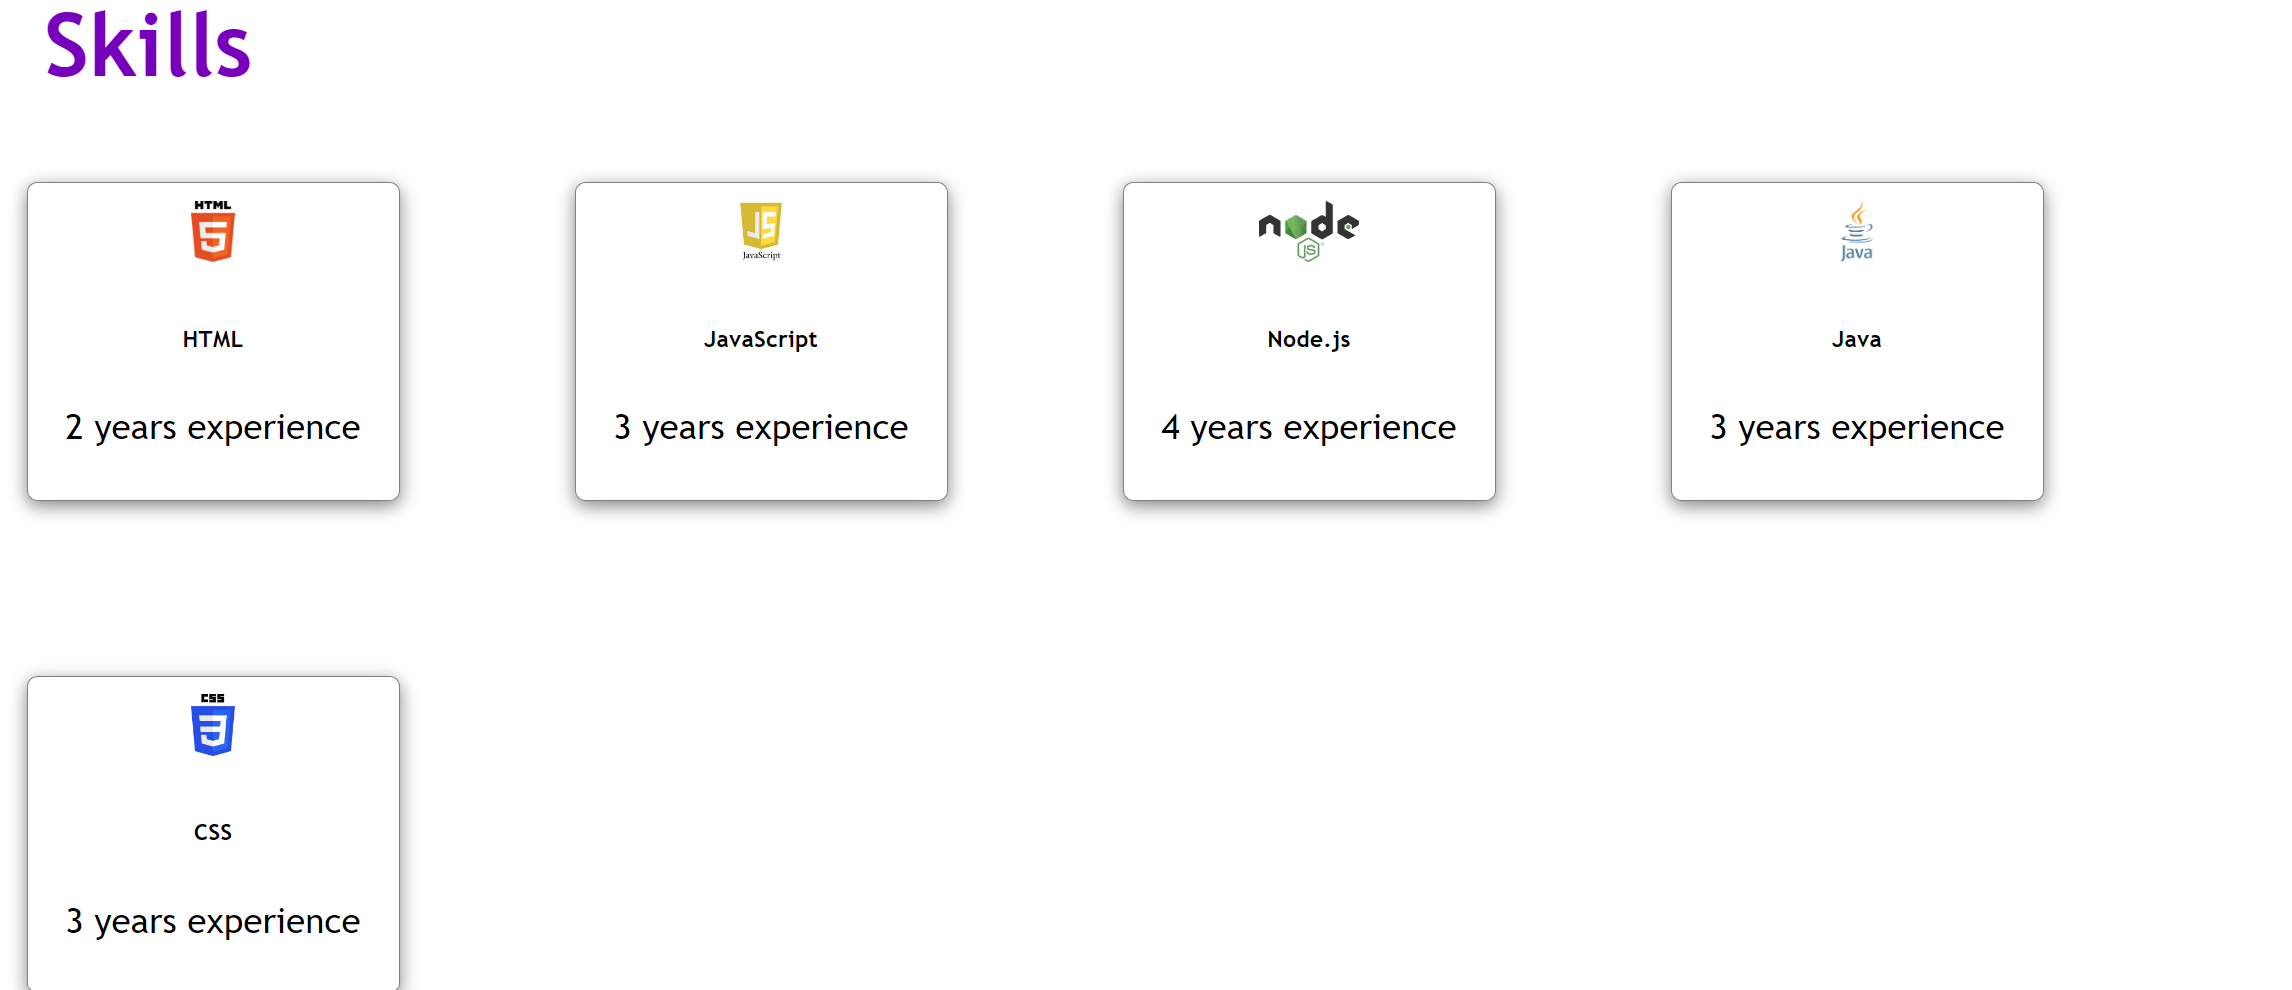 Skills
HTML
5
JS
JavaScript
node
JS
Java
HTML
JavaScript
Node.js
Java
2 years experience
3 years experience
4 years experience
3 years experience
CSS
3
CSS
3 years experience